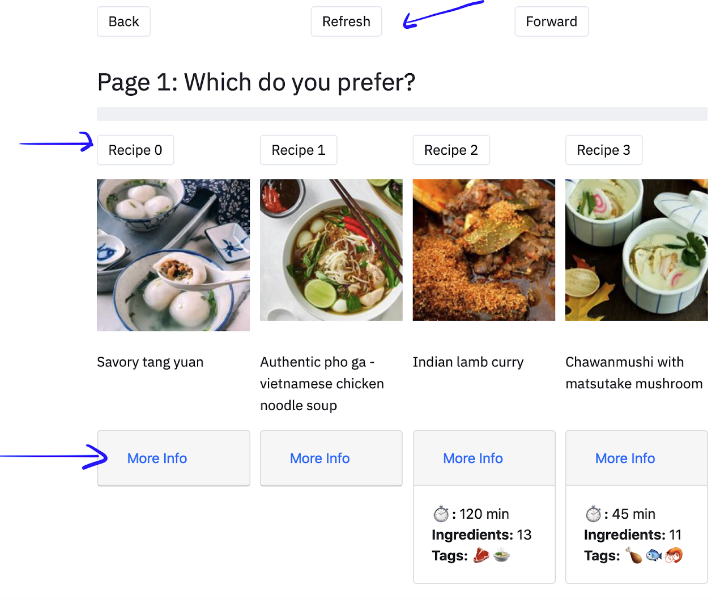 Back Refresh Forward
Page 1: Which do you prefer?
Recipe 0 Recipe 1 Recipe 2 Recipe 3
Savory tang yuan
Authentic pho ga -
vietnamese chicken
noodle soup
Indian lamb curry
Chawanmushi with
matsutake mushroom
More Info More Info More Info More Info
: 120 min
Ingredients: 13
Tags:
: 45 min
Ingredients: 11
Tags: